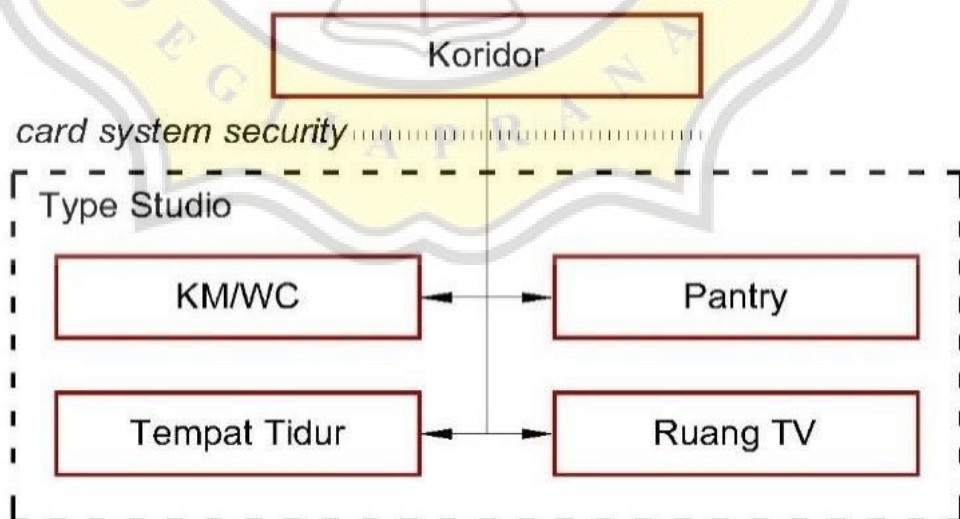 Koridor
card system security
Type Studio
KM/WC
Pantry
Tempat Tidur
Ruang TV